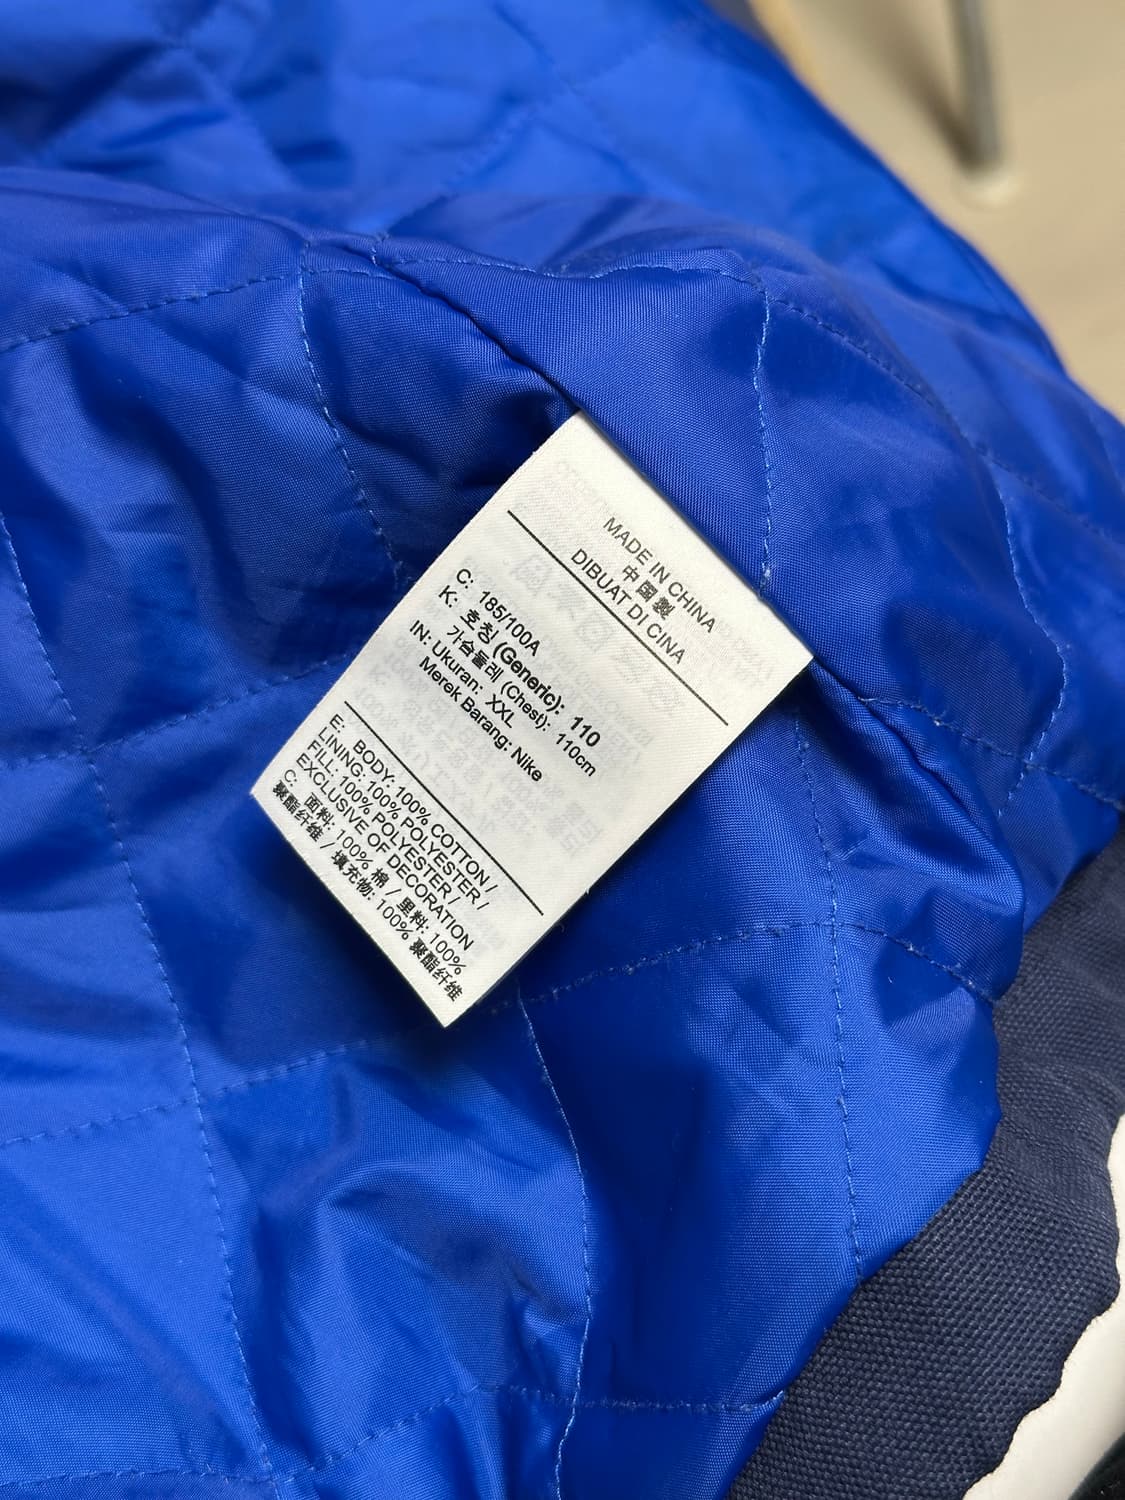 MADE IN CHINA
中国製
DIBUAT DI CINA
C: 185/100A
K: 호칭 (Generic): 110
가슴둘레 (Chest): 110cm
IN: Ukuran: XXL
Merek Barang: Nike
E: BODY: 100% COTTON /
LINING: 100% POLYESTER /
FILL: 100% POLYESTER /
EXCLUSIVE OF DECORATION
C: 面料: 100% 棉 / 里料: 100%
聚酯纤维 / 填充物: 100% 聚酯纤维